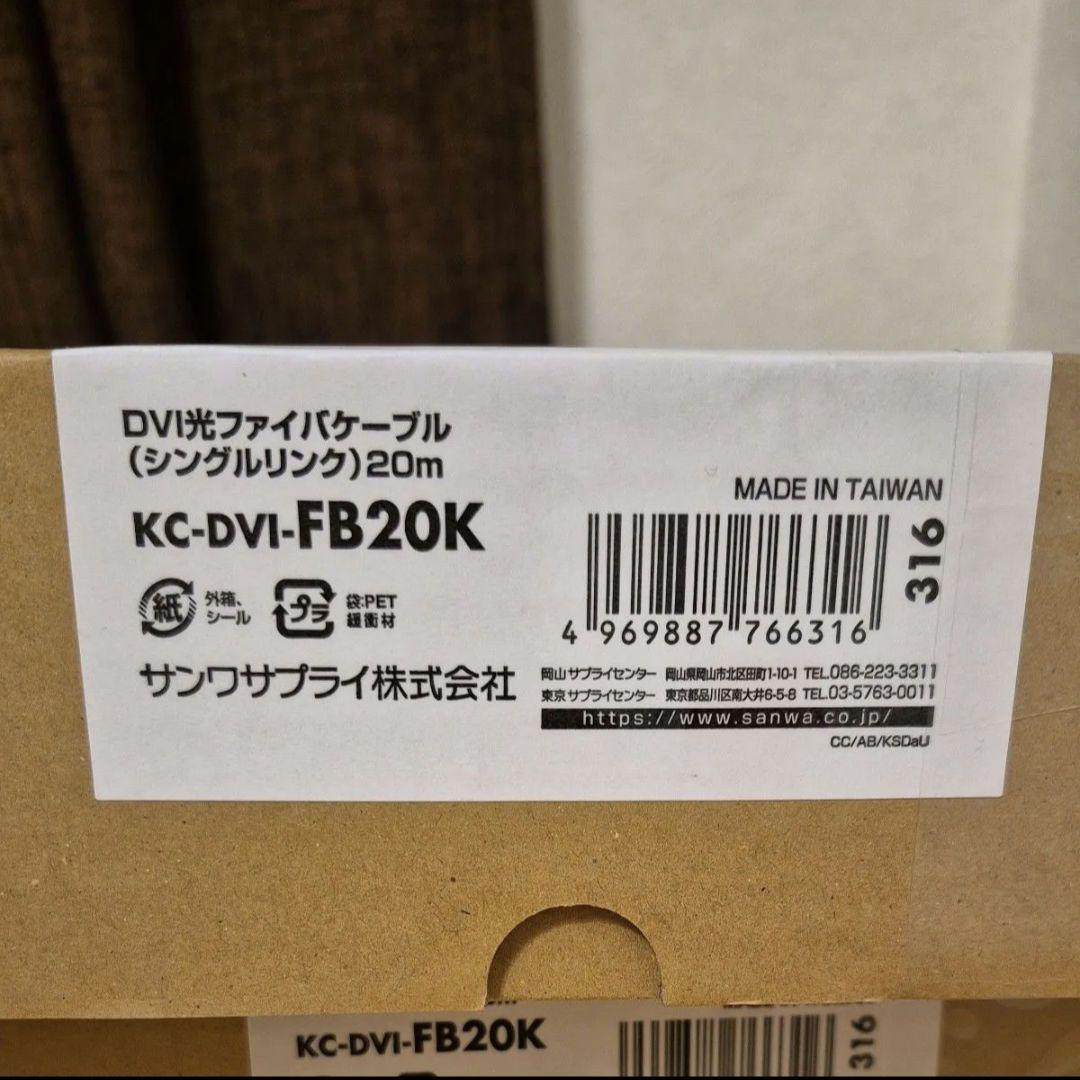 DVI光ファイバケーブル
(シングルリンク)20m
KC-DVI-FB20K
紙
外箱、
シール
プラ
袋:PET
緩衝材
サンワサプライ株式会社
MADE IN TAIWAN
316
4 969887 766316
岡山サプライセンター 岡山県岡山市北区田町1-10-1 TEL.086-223-3311
東京サプライセンター 東京都品川区南大井6-5-8 TEL.03-5763-0011
https://www.sanwa.co.jp/
CC/AB/KSDaU
KC-DVI-FB20K
316